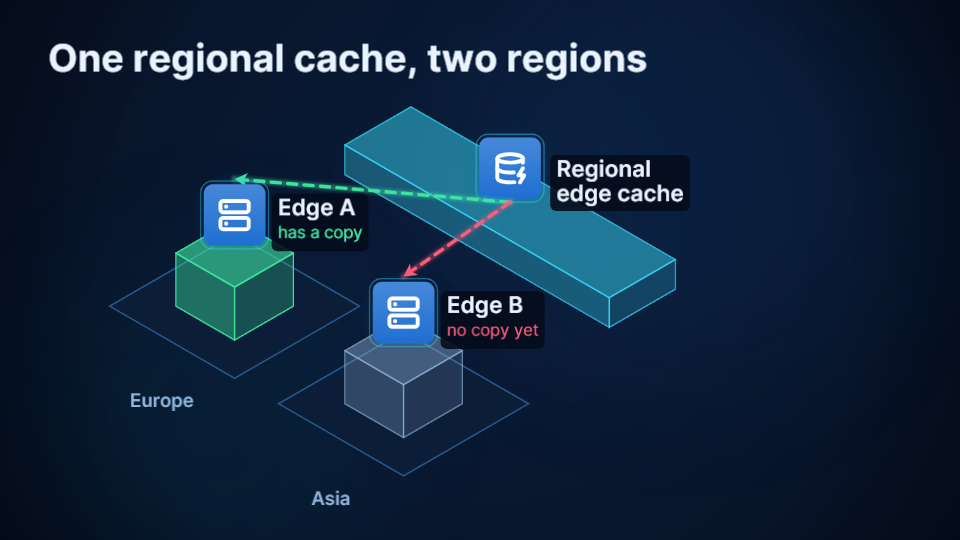 One regional cache, two regions
Regional
edge cache
Edge A
has a copy
Edge B
no copy yet
Europe
Asia